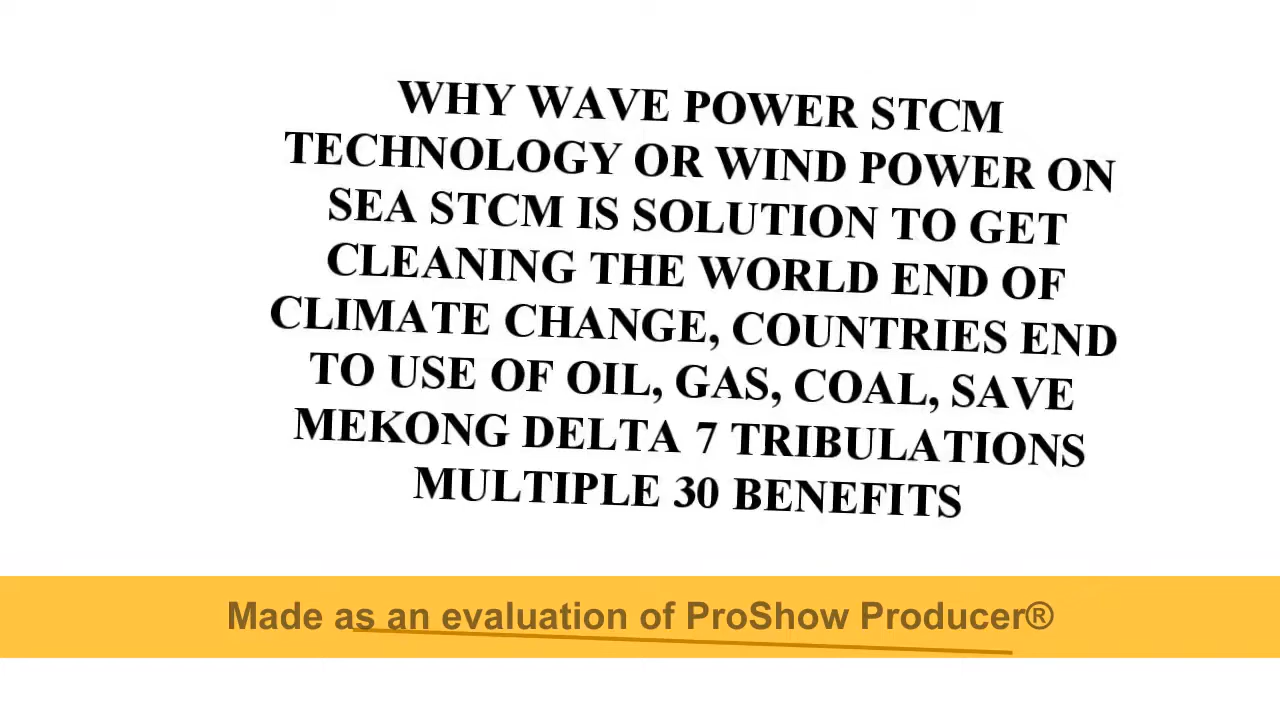 WHY WAVE POWER STCM
TECHNOLOGY OR WIND POWER ON
SEA STCM IS SOLUTION TO GET
CLEANING THE WORLD END OF
CLIMATE CHANGE, COUNTRIES END
TO USE OF OIL, GAS, COAL, SAVE
MEKONG DELTA 7 TRIBULATIONS
MULTIPLE 30 BENEFITS
Made as an evaluation of ProShow Producer®